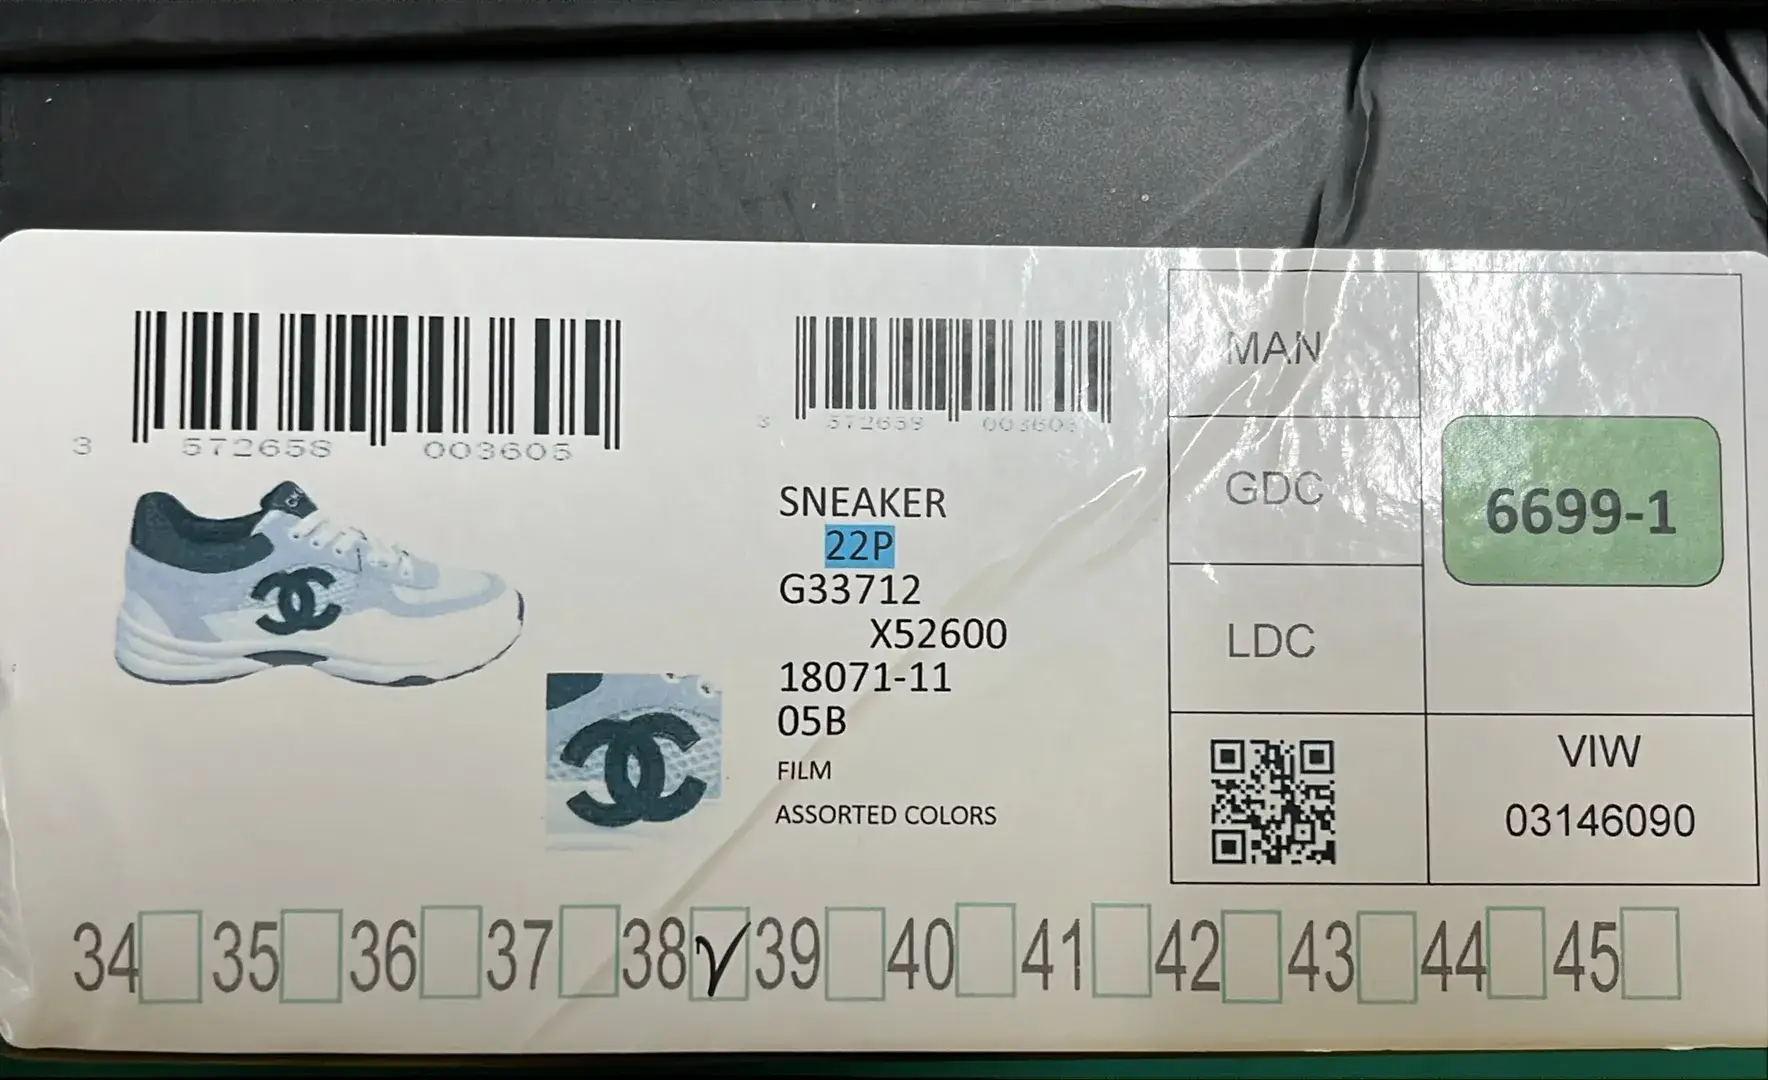 3 572658 003605
3 572658 003605
SNEAKER
22P
G33712
X52600
18071-11
05B
FILM
ASSORTED COLORS
MAN
GDC
6699-1
LDC
VIW
03146090
34 35 36 37 38 39 40 41 42 43 44 45